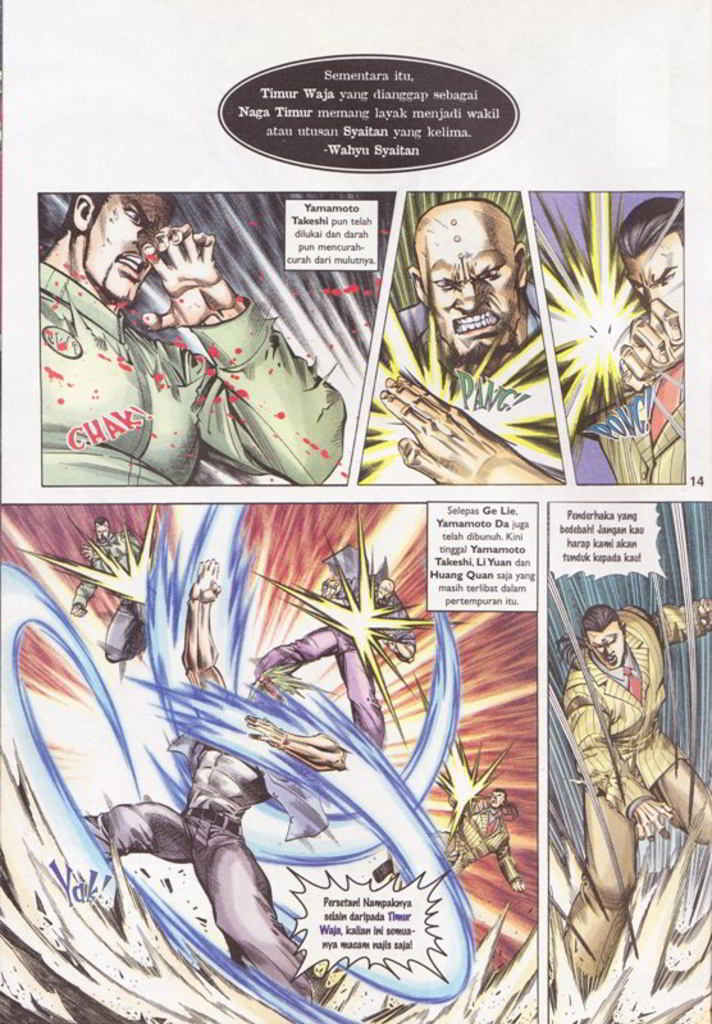 Sementara itu,
Timur Waja yang dianggap sebagai
Naga Timur memang layak menjadi wakil
atau utusan Syaitan yang kelima.
-Wahyu Syaitan
Yamamoto
Takeshi pun telah
dilukai dan darah
pun mencurah-
curah dari mulutnya.
CHAK!
PANG!
PONG!
14
Selepas Ge Lie,
Yamamoto Da juga
telah dibunuh. Kini
tinggal Yamamoto
Takeshi, Li Yuan dan
Huang Quan saja yang
masih terlibat dalam
pertempuran itu.
Penderhaka yang
bedebah! Jangan kau
harap kami akan
tunduk kepada kau!
Yak!
Persetan! Nampaknya
selain daripada Timur
Waja, kalian ini semua-
nya macam najis saja!